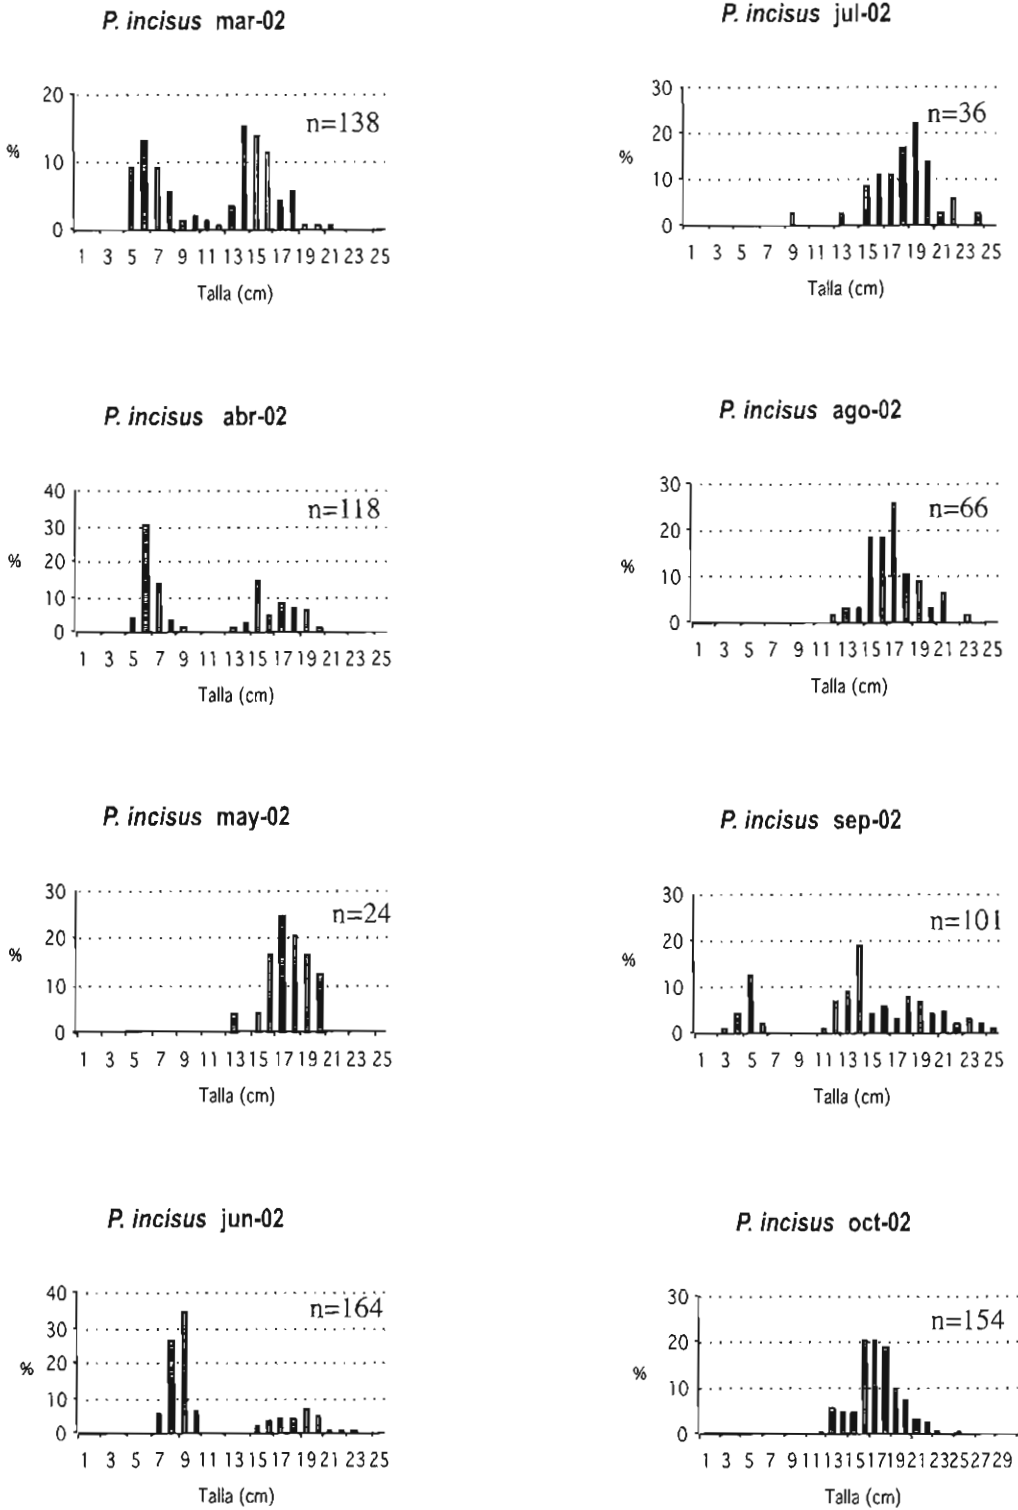 P. incisus mar-02
20
n=138
%
10
0
1 3 5 7 9 11 13 15 17 19 21 23 25
Talla (cm)
P. incisus jul-02
30
n=36
20
%
10
0
1 3 5 7 9 11 13 15 17 19 21 23 25
Talla (cm)
P. incisus abr-02
40
n=118
30
%
20
10
0
1 3 5 7 9 11 13 15 17 19 21 23 25
Talla (cm)
P. incisus ago-02
30
n=66
20
%
10
0
1 3 5 7 9 11 13 15 17 19 21 23 25
Talla (cm)
P. incisus may-02
30
n=24
20
%
10
0
1 3 5 7 9 11 13 15 17 19 21 23 25
Talla (cm)
P. incisus sep-02
30
n=101
20
%
10
0
1 3 5 7 9 11 13 15 17 19 21 23 25
Talla (cm)
P. incisus jun-02
40
n=164
30
20
%
10
0
1 3 5 7 9 11 13 15 17 19 21 23 25
Talla (cm)
P. incisus oct-02
30
n=154
20
%
10
0
1 3 5 7 9 11 13 15 17 19 21 23 25 27 29
Talla (cm)